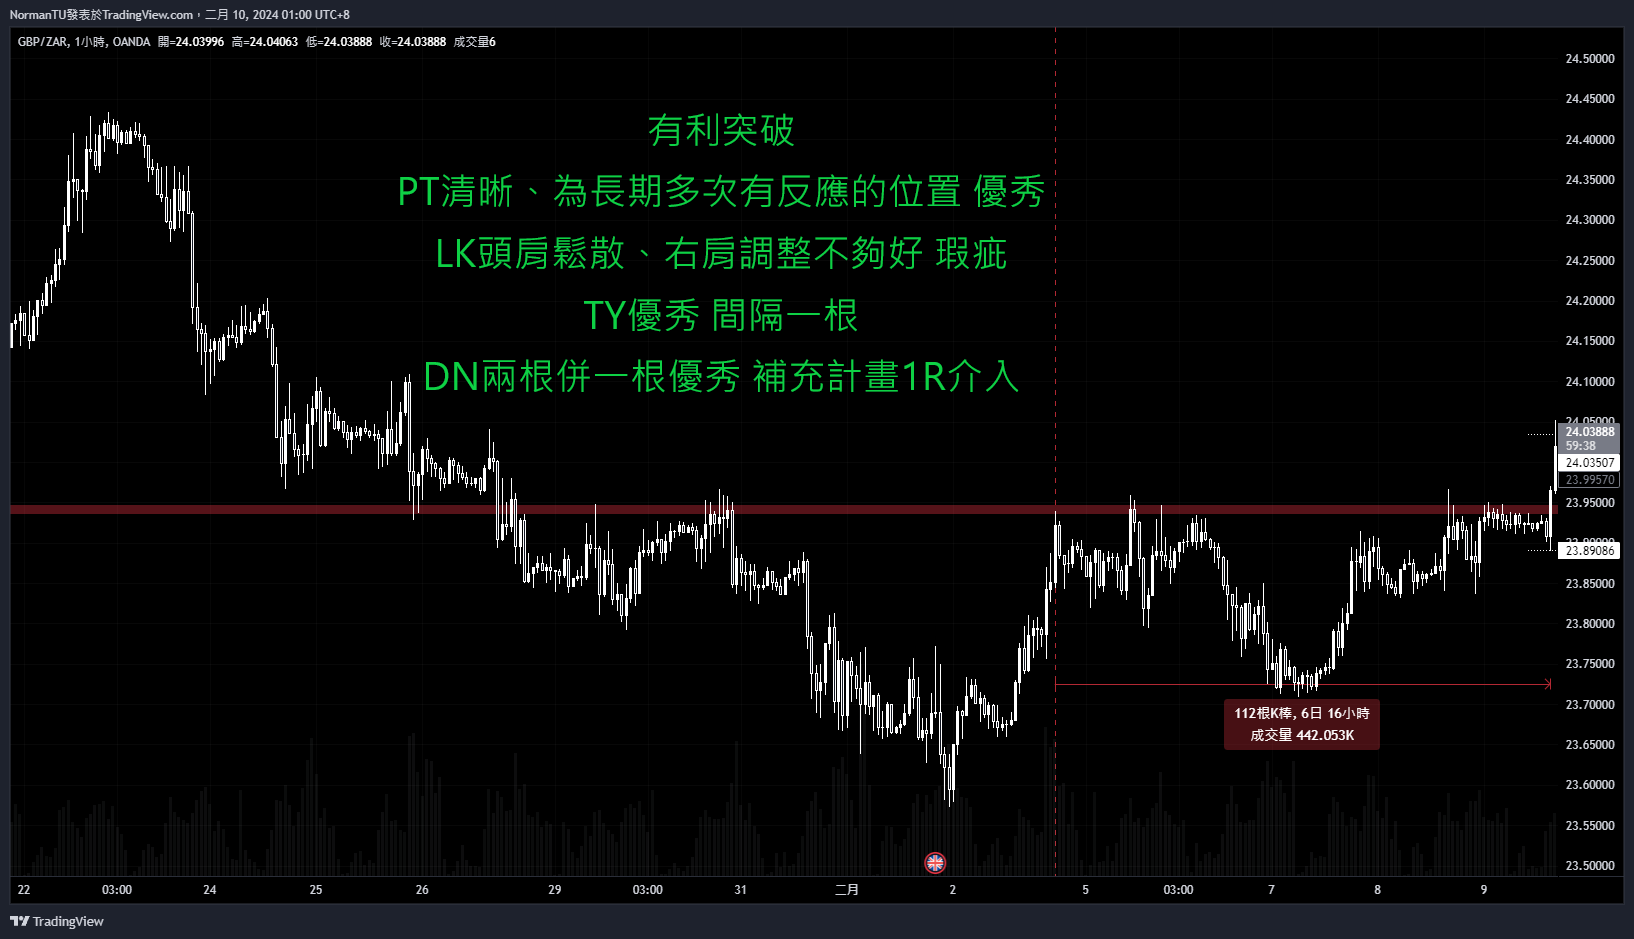 NormanTU發表於TradingView.com，二月 10, 2024 01:00 UTC+8
GBP/ZAR, 1小時, OANDA 開=24.03996 高=24.04063 低=24.03888 收=24.03888 成交量6
有利突破
PT清晰、為長期多次有反應的位置 優秀
LK頭肩鬆散、右肩調整不夠好 瑕疵
TY優秀 間隔一根
DN兩根併一根優秀 補充計畫1R介入
24.50000
24.45000
24.40000
24.35000
24.30000
24.25000
24.20000
24.15000
24.10000
24.05000
24.03888
59:38
24.03507
23.99570
23.95000
23.90000
23.89086
23.85000
23.80000
23.75000
23.70000
23.65000
23.60000
23.55000
23.50000
112根K棒, 6日 16小時
成交量 442.053K
22 03:00 24 25 26 29 03:00 31 二月 2 5 03:00 7 8 9
TradingView